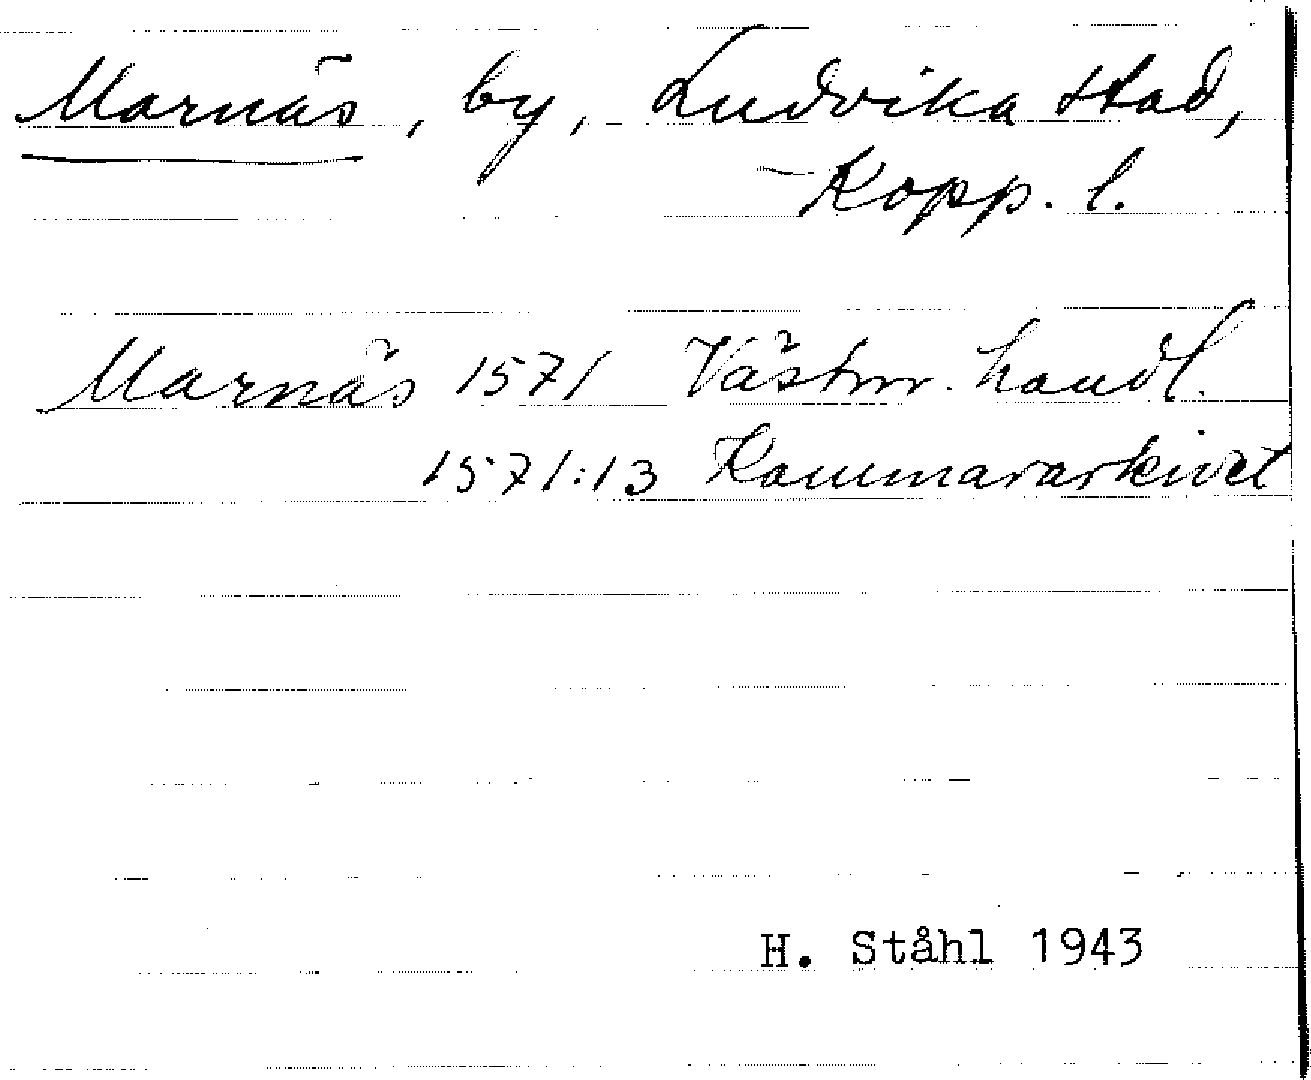 Marnäs, by, Ludvika stad,
Kopp. l.
Marnäs 1571 Västm. handl.
1571:13 Kammararkivet
H. Ståhl 1943